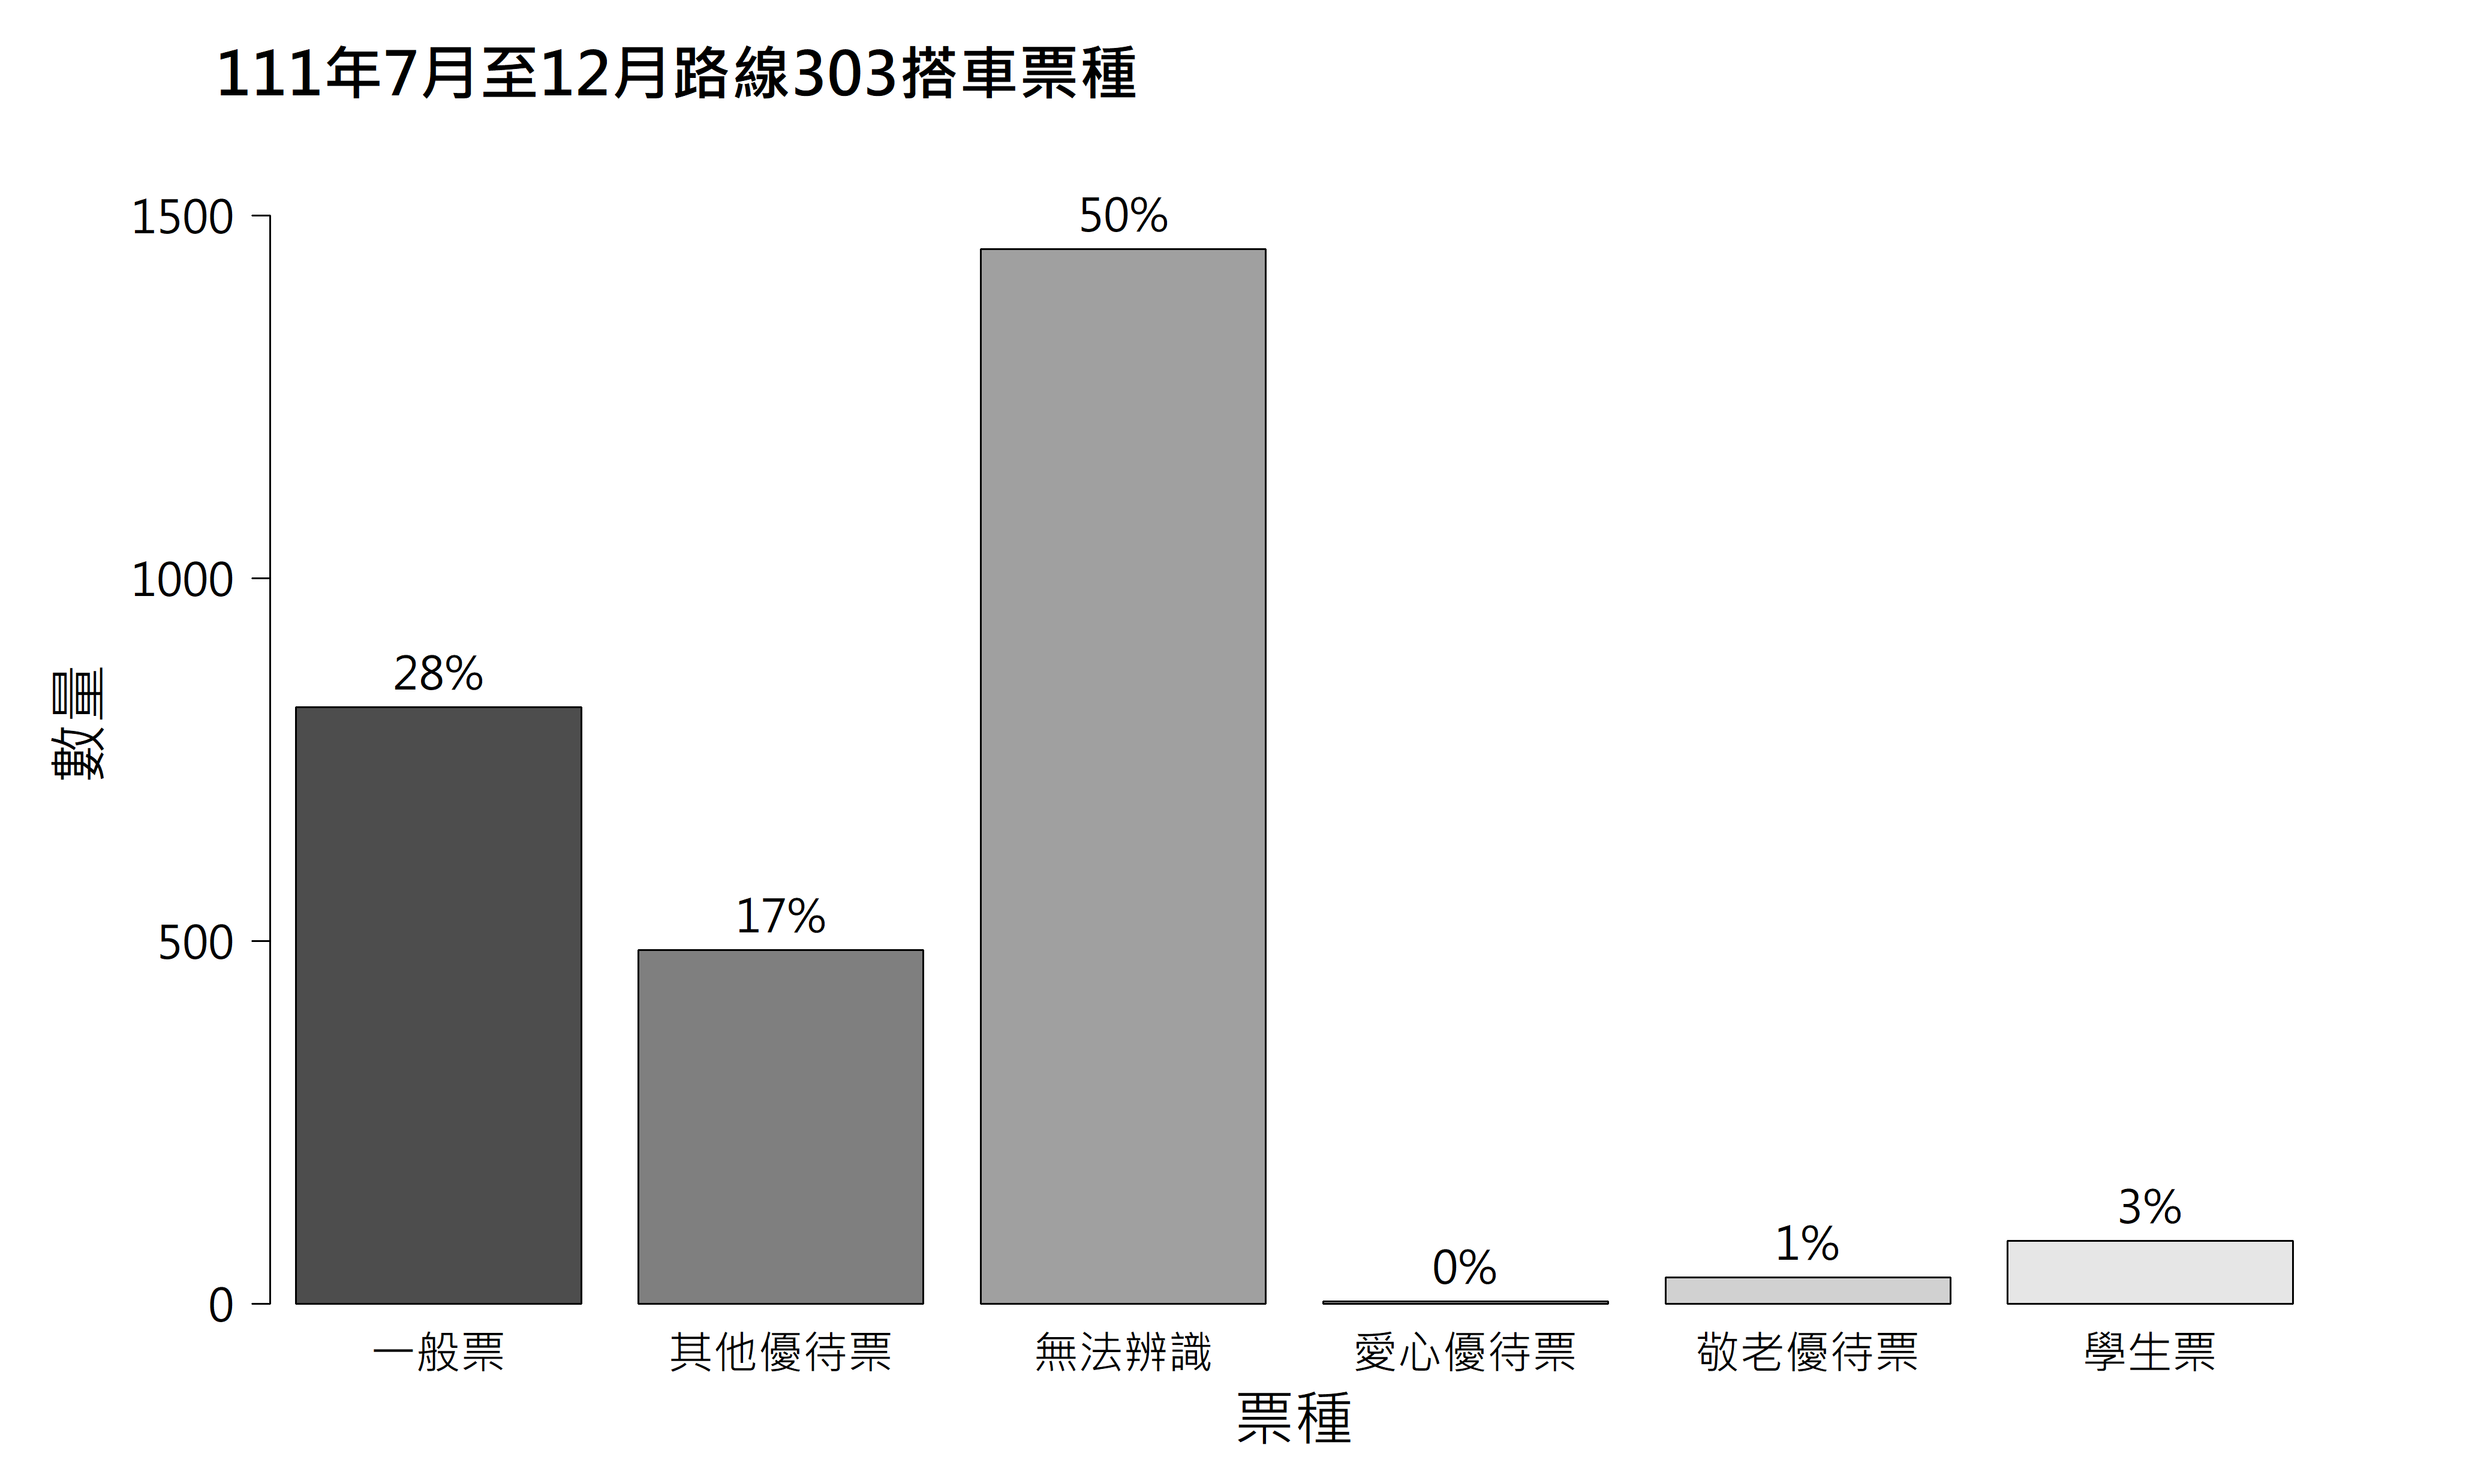 111年7月至12月路線303搭車票種
1500
1000
500
0
數量
28%
17%
50%
0%
1%
3%
一般票
其他優待票
無法辨識
愛心優待票
敬老優待票
學生票
票種